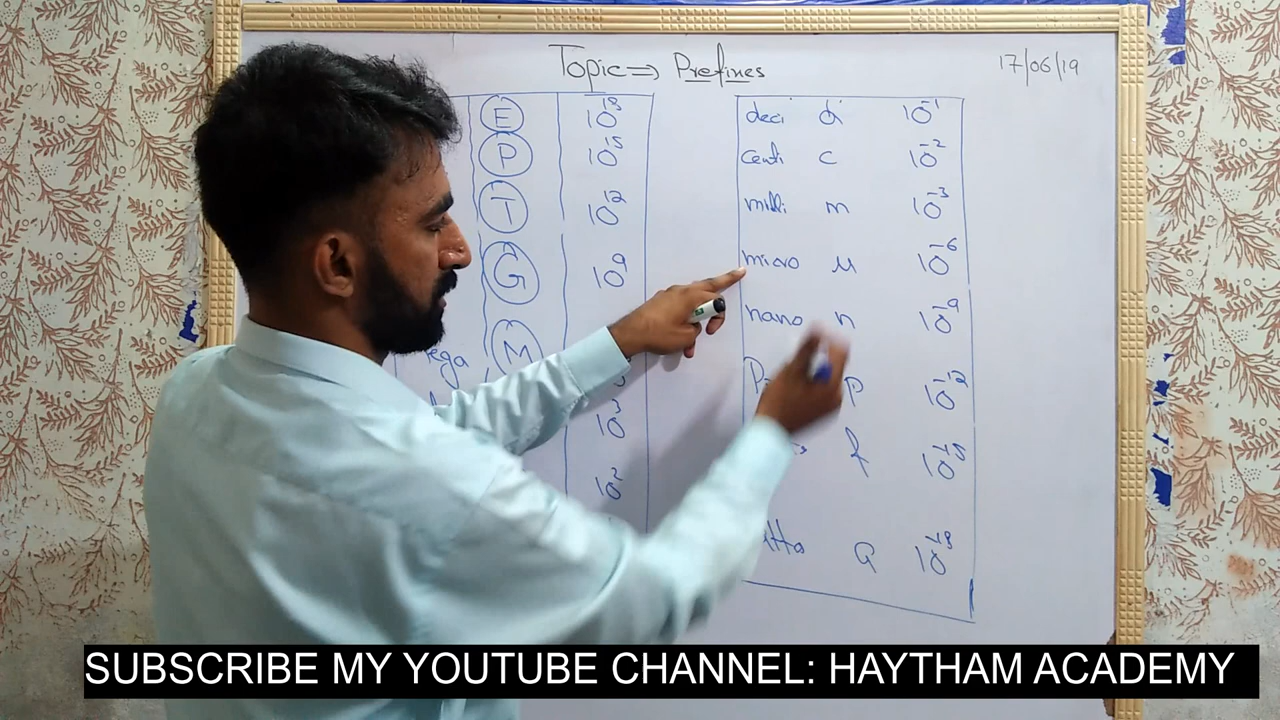 Topic ⇒ Prefixes
17/06/19
E 10^18
P 10^15
T 10^12
G 10^9
ega M
10^3
10^2
deci d 10^-1
centi c 10^-2
milli m 10^-3
micro μ 10^-6
nano n 10^-9
P p 10^-12
f 10^-15
atto a 10^-18
SUBSCRIBE MY YOUTUBE CHANNEL: HAYTHAM ACADEMY